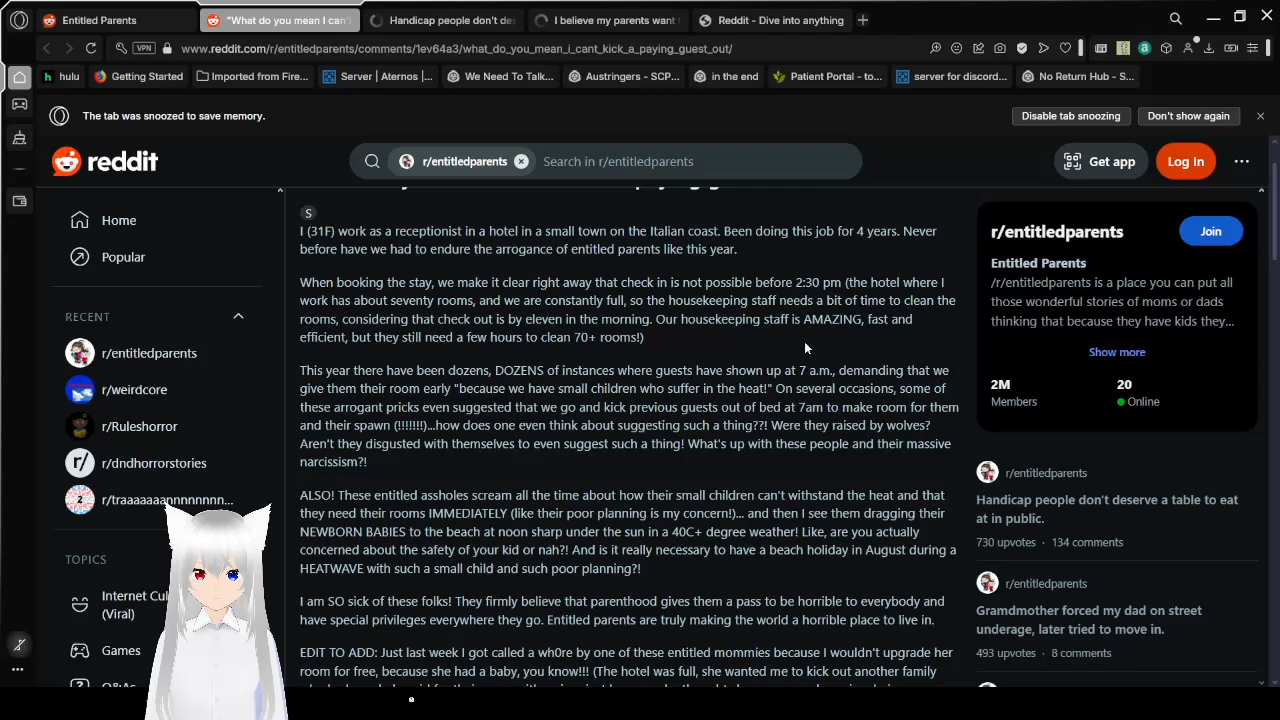 Entitled Parents
"What do you mean I can't
Handicap people don't des
I believe my parents want t
Reddit - Dive into anything
VPN
www.reddit.com/r/entitledparents/comments/1ev64a3/what_do_you_mean_i_cant_kick_a_paying_guest_out/
hulu
Getting Started
Imported from Fire...
Server | Aternos |...
We Need To Talk...
Austringers - SCP...
in the end
Patient Portal - to...
server for discord...
No Return Hub - S...
The tab was snoozed to save memory.
Disable tab snoozing
Don't show again
reddit
r/entitledparents
Search in r/entitledparents
Get app
Log In
Home
Popular
RECENT
r/entitledparents
r/weirdcore
r/Ruleshorror
r/dndhorrorstories
r/traaaaaaannnnnnnn...
TOPICS
Internet Cul
(Viral)
Games
S
I (31F) work as a receptionist in a hotel in a small town on the Italian coast. Been doing this job for 4 years. Never
before have we had to endure the arrogance of entitled parents like this year.
When booking the stay, we make it clear right away that check in is not possible before 2:30 pm (the hotel where I
work has about seventy rooms, and we are constantly full, so the housekeeping staff needs a bit of time to clean the
rooms, considering that check out is by eleven in the morning. Our housekeeping staff is AMAZING, fast and
efficient, but they still need a few hours to clean 70+ rooms!)
This year there have been dozens, DOZENS of instances where guests have shown up at 7 a.m., demanding that we
give them their room early "because we have small children who suffer in the heat!" On several occasions, some of
these arrogant pricks even suggested that we go and kick previous guests out of bed at 7am to make room for them
and their spawn (!!!!!!!)...how does one even think about suggesting such a thing??! Were they raised by wolves?
Aren't they disgusted with themselves to even suggest such a thing! What's up with these people and their massive
narcissism?!
ALSO! These entitled assholes scream all the time about how their small children can't withstand the heat and that
they need their rooms IMMEDIATELY (like their poor planning is my concern!)... and then I see them dragging their
NEWBORN BABIES to the beach at noon sharp under the sun in a 40C+ degree weather! Like, are you actually
concerned about the safety of your kid or nah?! And is it really necessary to have a beach holiday in August during a
HEATWAVE with such a small child and such poor planning?!
I am SO sick of these folks! They firmly believe that parenthood gives them a pass to be horrible to everybody and
have special privileges everywhere they go. Entitled parents are truly making the world a horrible place to live in.
EDIT TO ADD: Just last week I got called a wh0re by one of these entitled mommies because I wouldn't upgrade her
room for free, because she had a baby, you know!!! (The hotel was full, she wanted me to kick out another family
r/entitledparents
Join
Entitled Parents
/r/entitledparents is a place you can put all
those wonderful stories of moms or dads
thinking that because they have kids they...
Show more
2M
20
Members
Online
r/entitledparents
Handicap people don't deserve a table to eat
at in public.
730 upvotes · 134 comments
r/entitledparents
Grandmother forced my dad on street
underage, later tried to move in.
493 upvotes · 8 comments